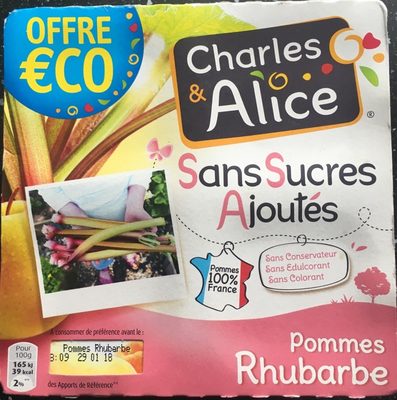 OFFRE
€CO
Charles
& Alice
®
Sans Sucres
Ajoutés
Pommes
100%
France
Sans Conservateur
Sans Edulcorant
Sans Colorant
A consommer de préférence avant le :
Pommes Rhubarbe
8:09 29 01 18
Pour
100g
165 kJ
39 kcal
2%**
des Apports de Référence**
Pommes
Rhubarbe